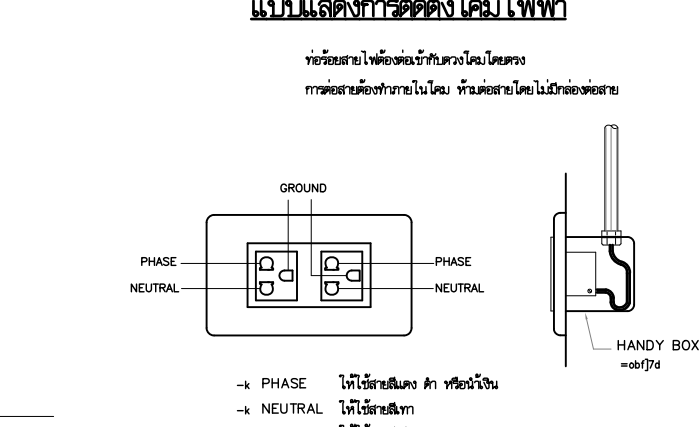 แบบแสดงการติดตั้งโคมไฟฟ้า
ท่อร้อยสายไฟต้องต่อเข้ากับดวงโคมโดยตรง
การต่อสายต้องทำภายในโคม ห้ามต่อสายโดยไม่มีกล่องต่อสาย
GROUND
PHASE
PHASE
NEUTRAL
NEUTRAL
HANDY BOX
=obf]7d
-k PHASE ให้ใช้สายสีแดง ดำ หรือน้ำเงิน
-k NEUTRAL ให้ใช้สายสีเทา